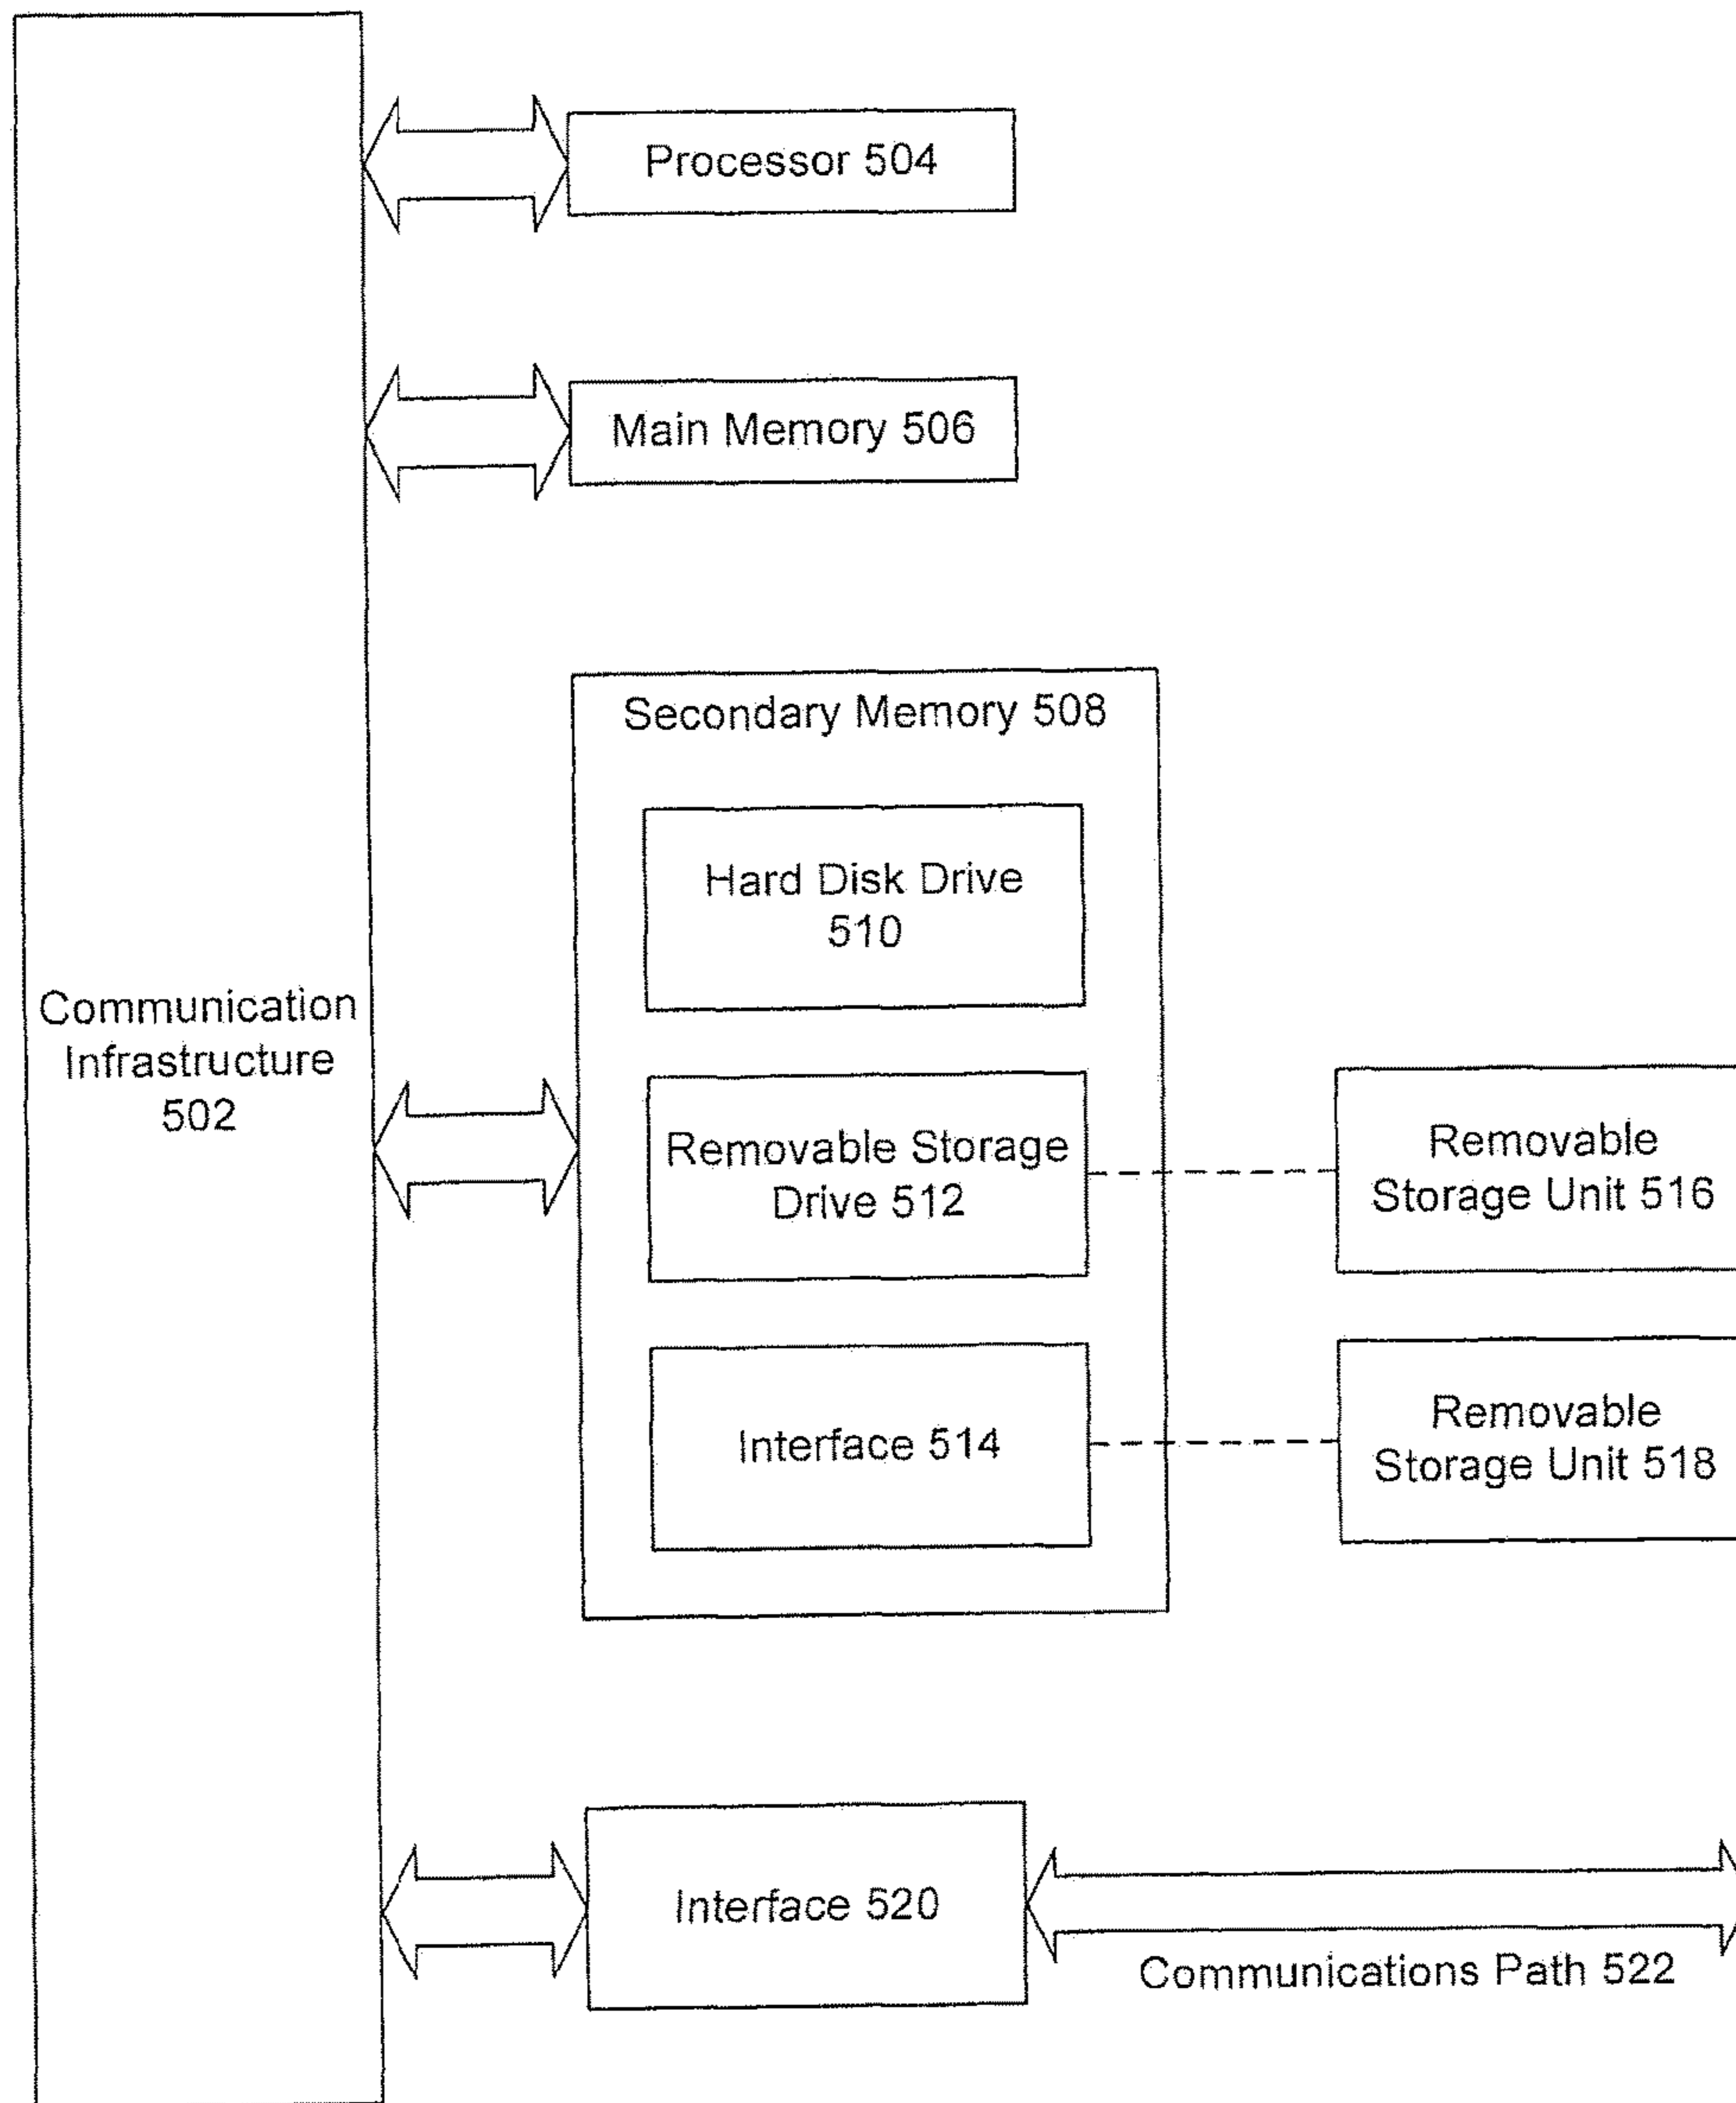 Processor 504
Main Memory 506
Secondary Memory 508
Hard Disk Drive
510
Communication
Infrastructure
502
Removable Storage
Drive 512
Removable
Storage Unit 516
Interface 514
Removable
Storage Unit 518
Interface 520
Communications Path 522